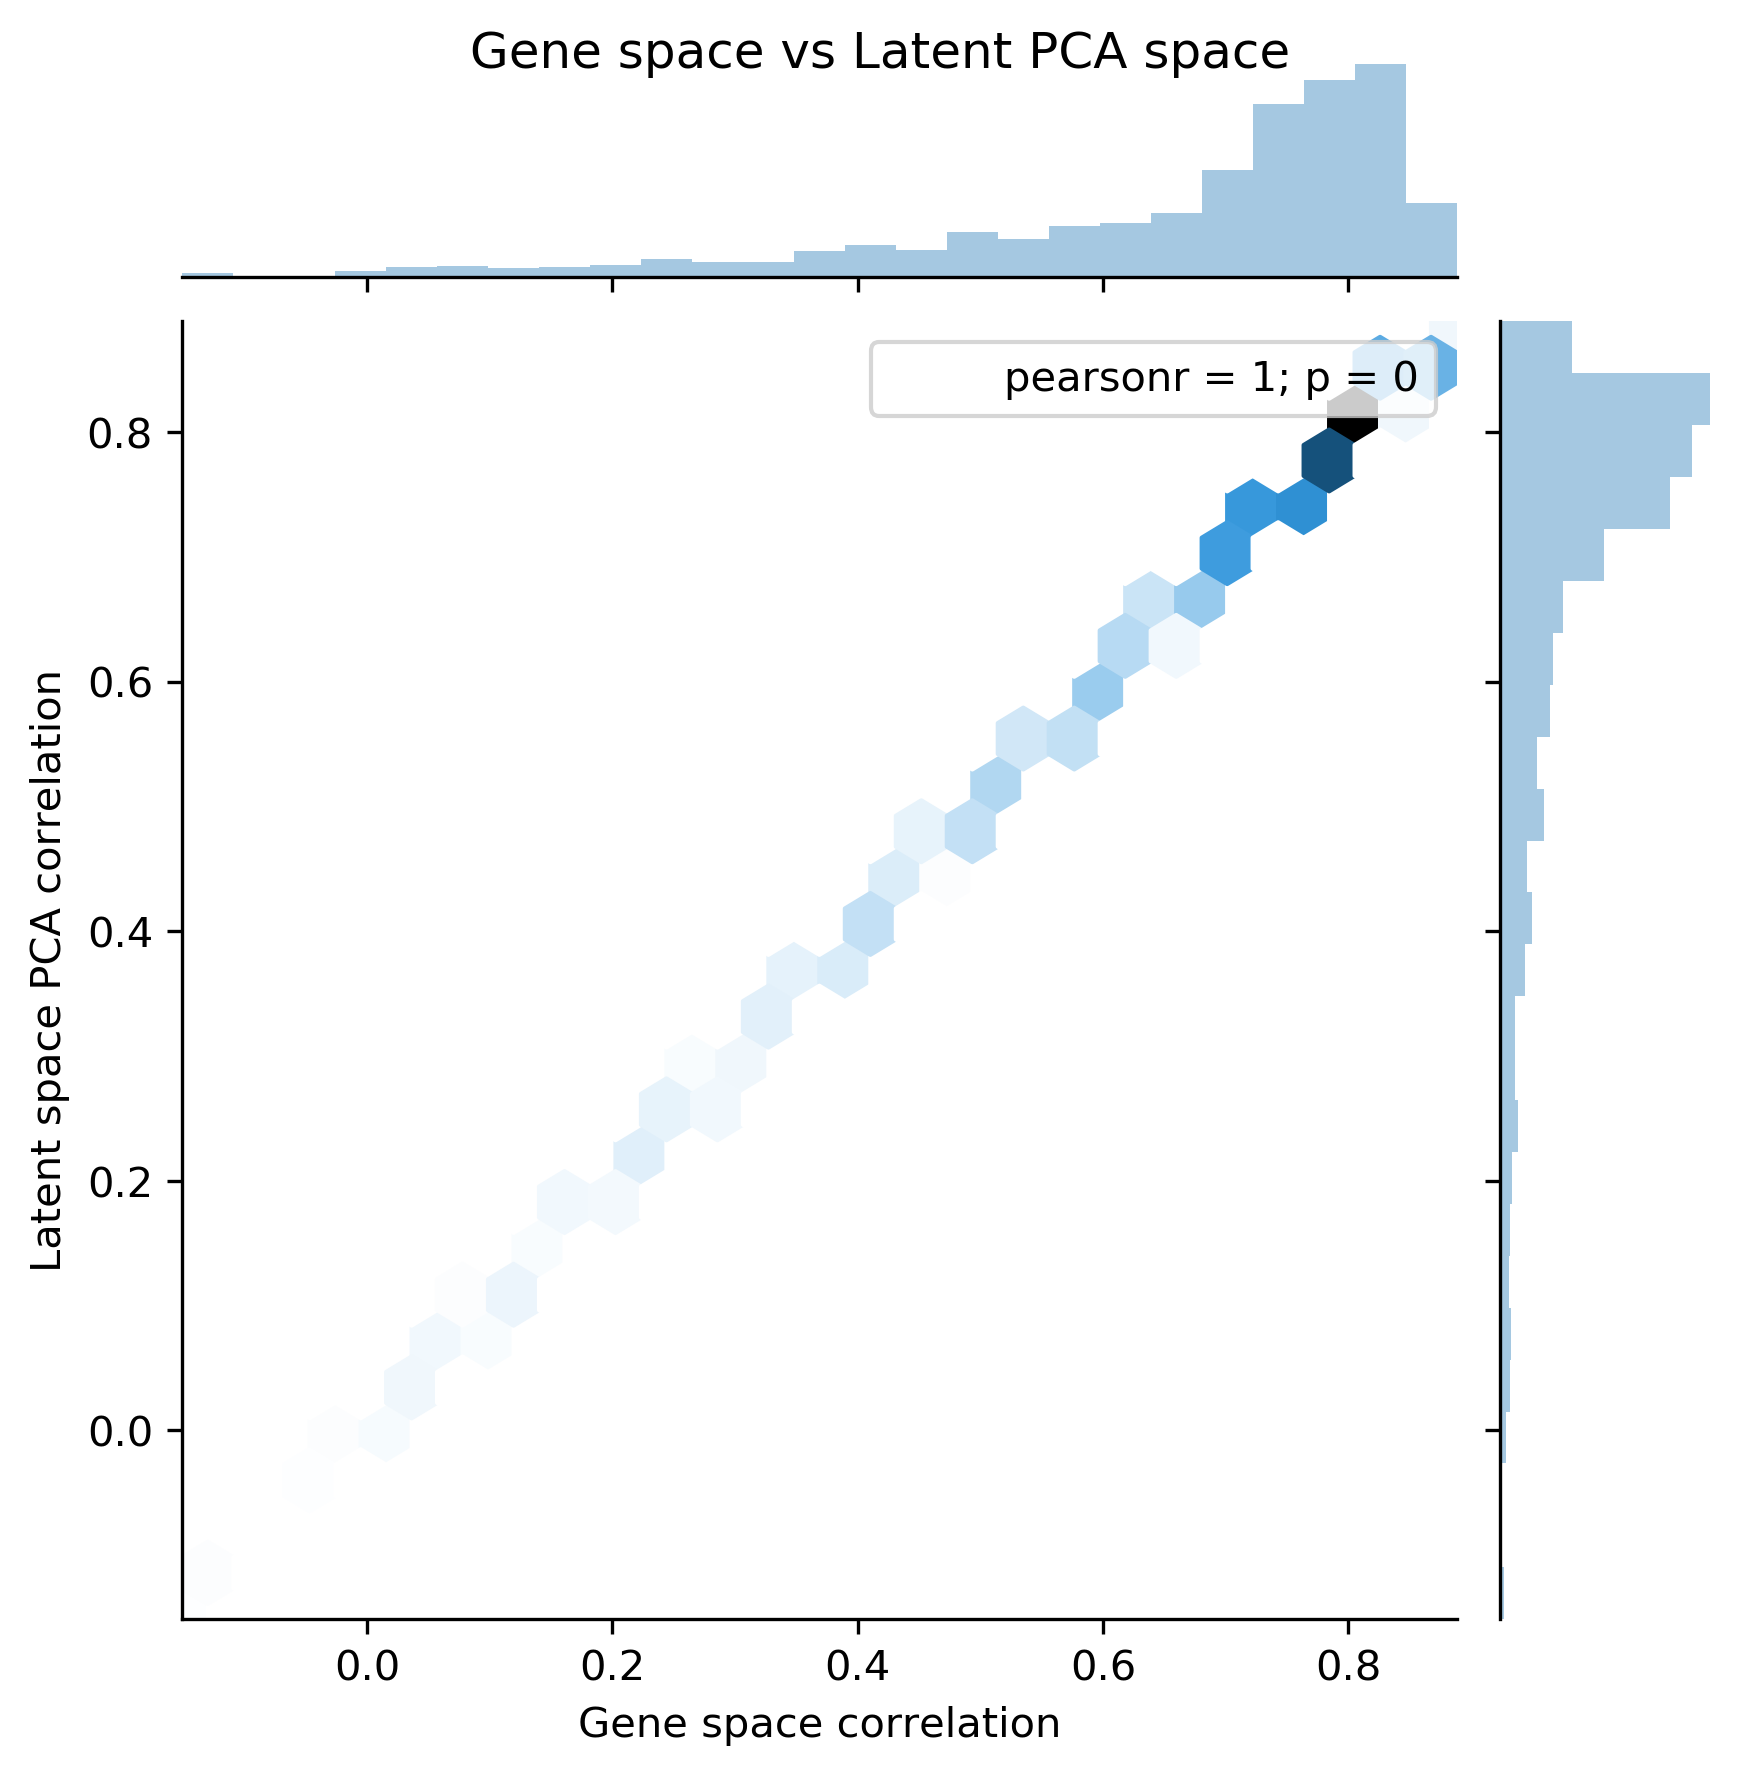 Gene space vs Latent PCA space
pearsonr = 1; p = 0
Latent space PCA correlation
0.8
0.6
0.4
0.2
0.0
0.0 0.2 0.4 0.6 0.8
Gene space correlation